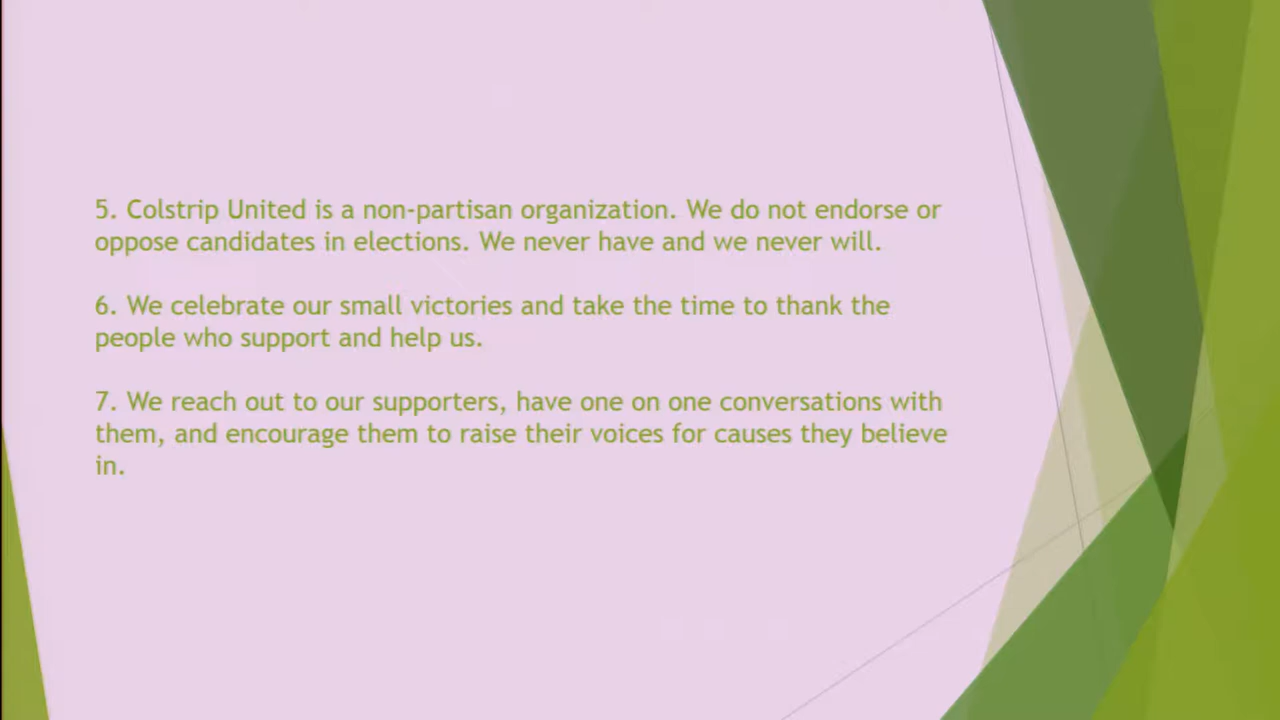 5. Colstrip United is a non-partisan organization. We do not endorse or
oppose candidates in elections. We never have and we never will.
6. We celebrate our small victories and take the time to thank the
people who support and help us.
7. We reach out to our supporters, have one on one conversations with
them, and encourage them to raise their voices for causes they believe
in.